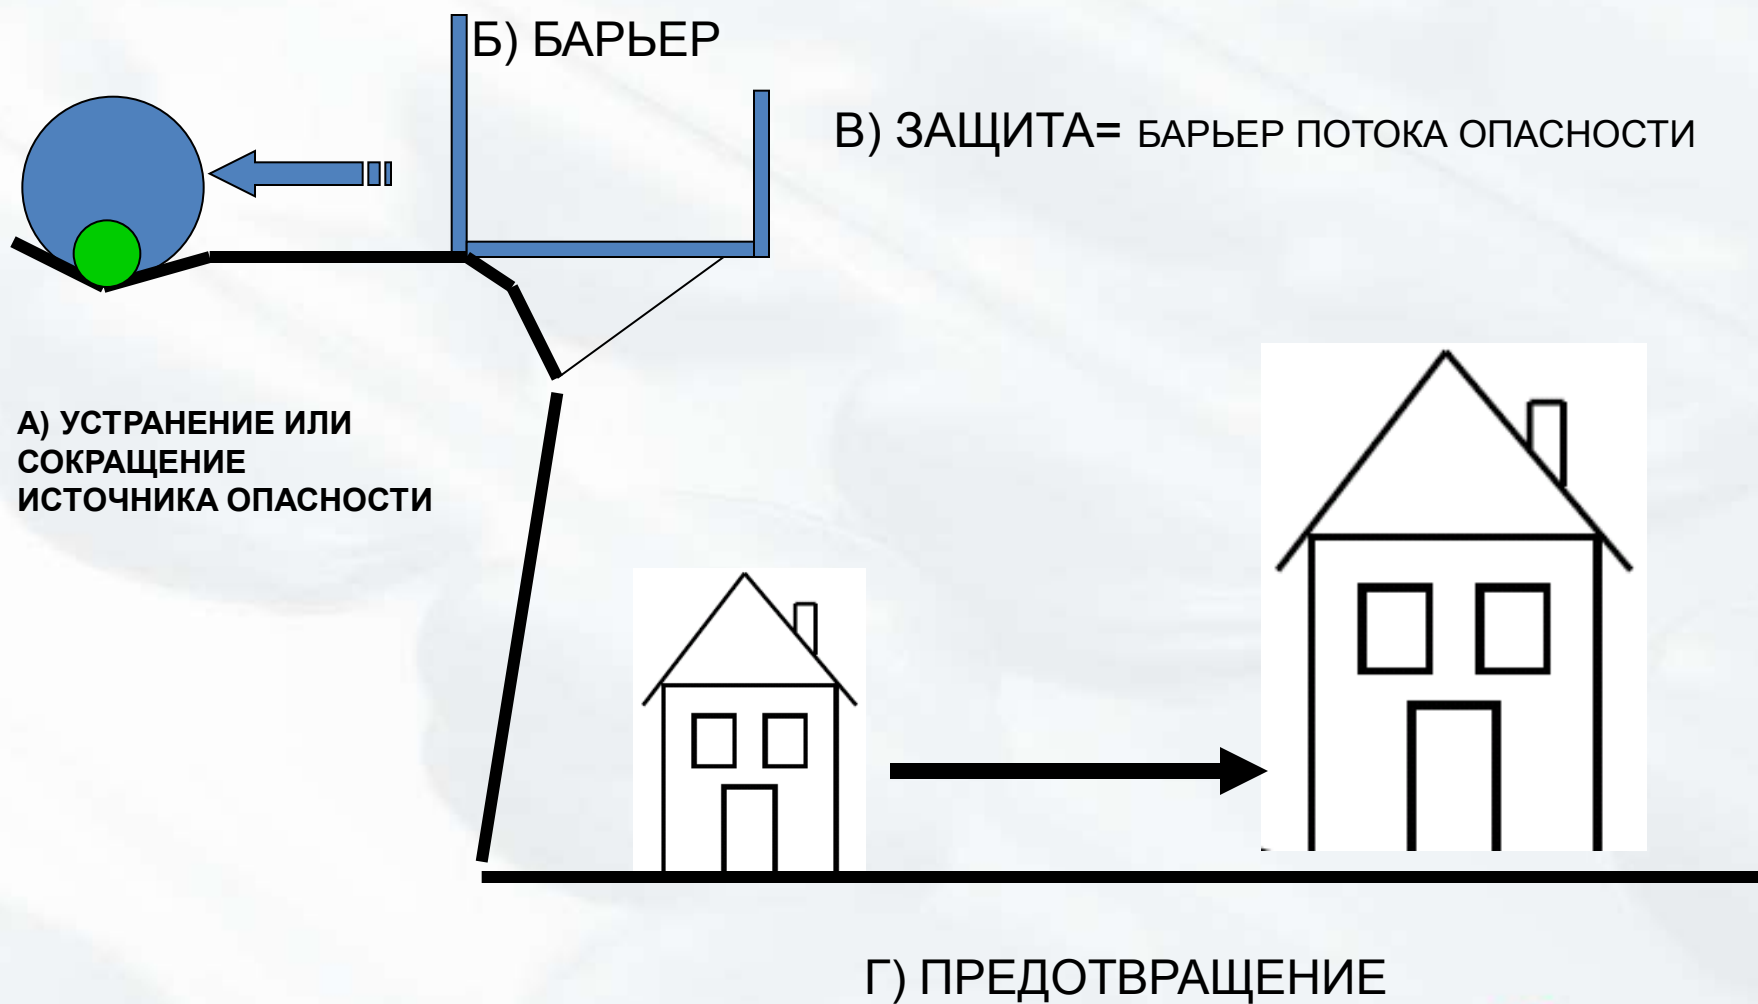 Б) БАРЬЕР
В) ЗАЩИТА= БАРЬЕР ПОТОКА ОПАСНОСТИ
А) УСТРАНЕНИЕ ИЛИ
СОКРАЩЕНИЕ
ИСТОЧНИКА ОПАСНОСТИ
Г) ПРЕДОТВРАЩЕНИЕ